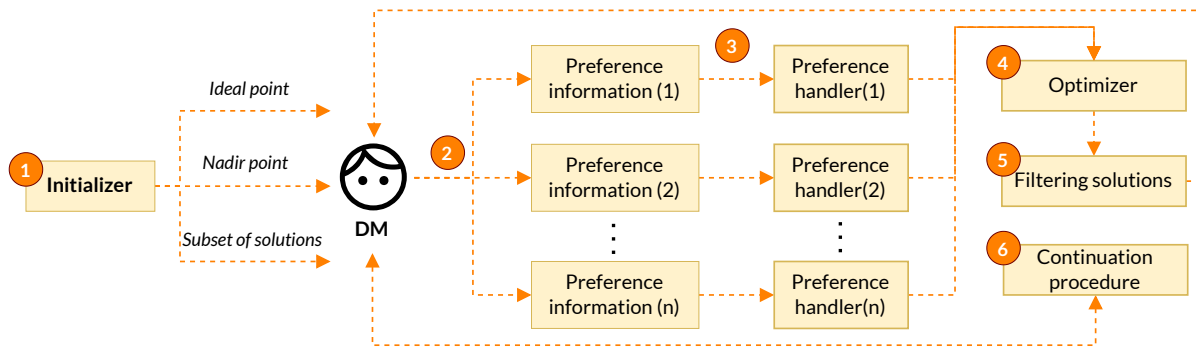 1
Initializer
Ideal point
Nadir point
Subset of solutions
DM
2
Preference
information (1)
Preference
information (2)
Preference
information (n)
3
Preference
handler(1)
Preference
handler(2)
Preference
handler(n)
4
Optimizer
5
Filtering solutions
6
Continuation
procedure